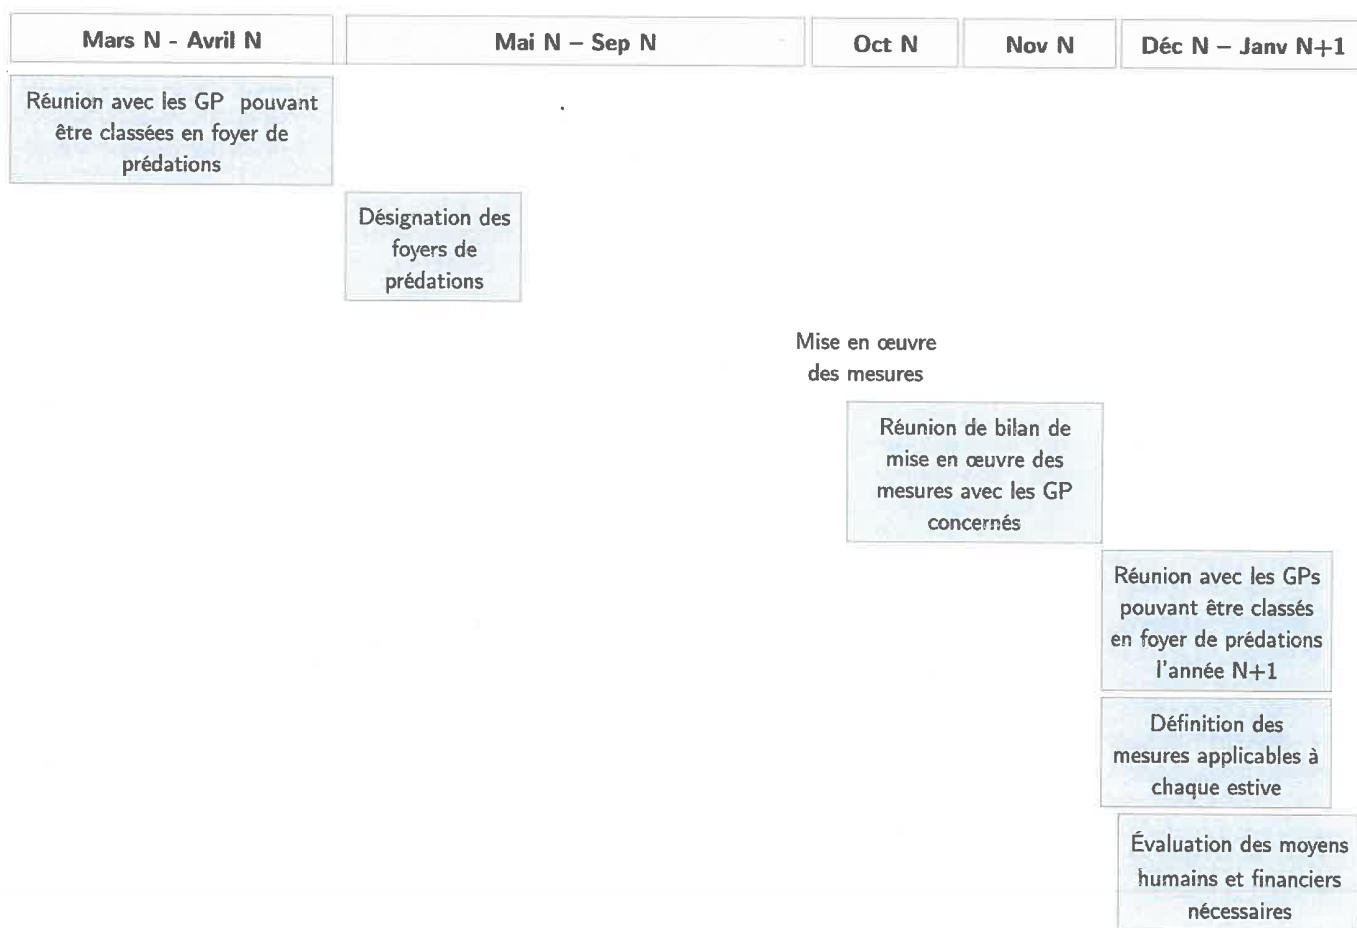 Mars N - Avril N
Mai N – Sep N
Oct N
Nov N
Déc N – Janv N+1
Réunion avec les GP pouvant
être classées en foyer de
prédations
Désignation des
foyers de
prédations
Mise en œuvre
des mesures
Réunion de bilan de
mise en œuvre des
mesures avec les GP
concernés
Réunion avec les GPs
pouvant être classés
en foyer de prédations
l'année N+1
Définition des
mesures applicables à
chaque estive
Évaluation des moyens
humains et financiers
nécessaires